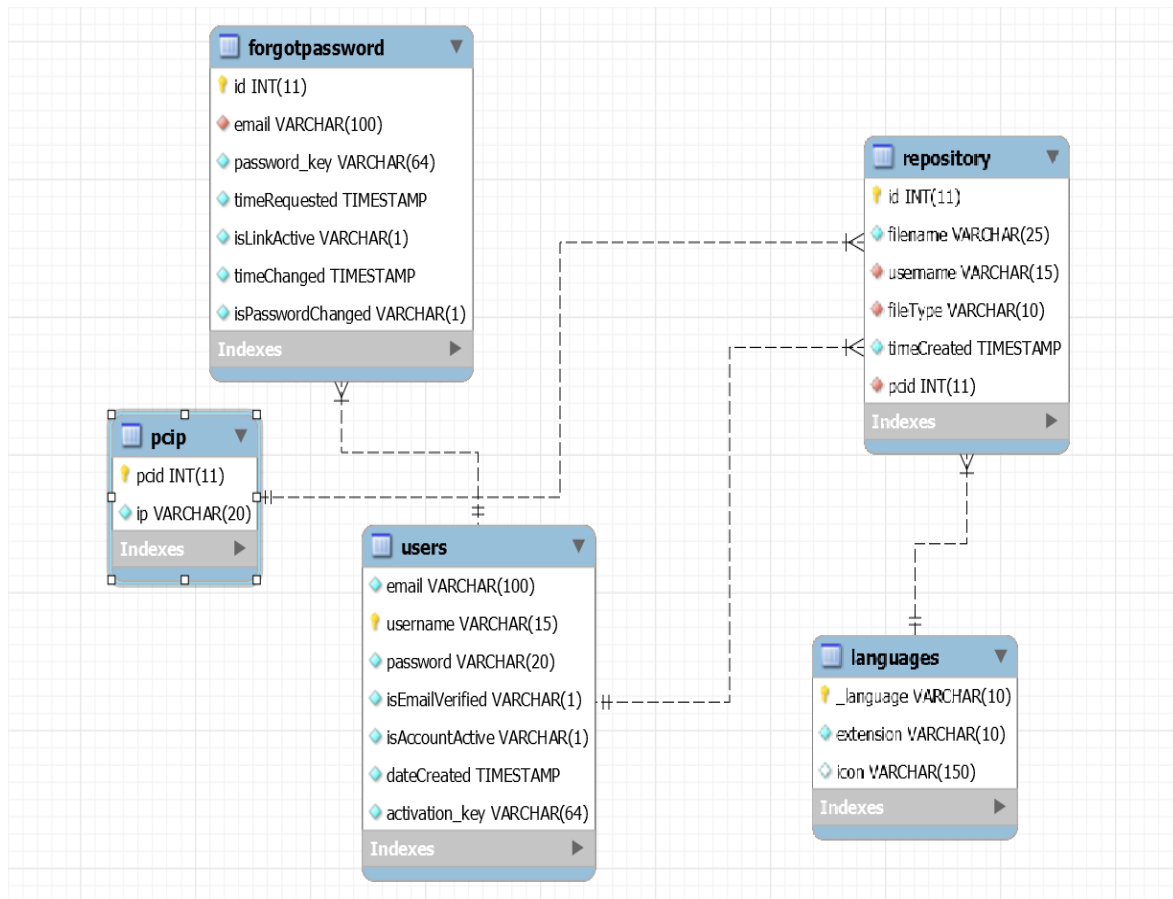 forgotpassword
id INT(11)
email VARCHAR(100)
password_key VARCHAR(64)
timeRequested TIMESTAMP
isLinkActive VARCHAR(1)
timeChanged TIMESTAMP
isPasswordChanged VARCHAR(1)
Indexes
pcip
pcid INT(11)
ip VARCHAR(20)
Indexes
users
email VARCHAR(100)
username VARCHAR(15)
password VARCHAR(20)
isEmailVerified VARCHAR(1)
isAccountActive VARCHAR(1)
dateCreated TIMESTAMP
activation_key VARCHAR(64)
Indexes
repository
id INT(11)
filename VARCHAR(25)
username VARCHAR(15)
fileType VARCHAR(10)
timeCreated TIMESTAMP
pcid INT(11)
Indexes
languages
_language VARCHAR(10)
extension VARCHAR(10)
icon VARCHAR(150)
Indexes